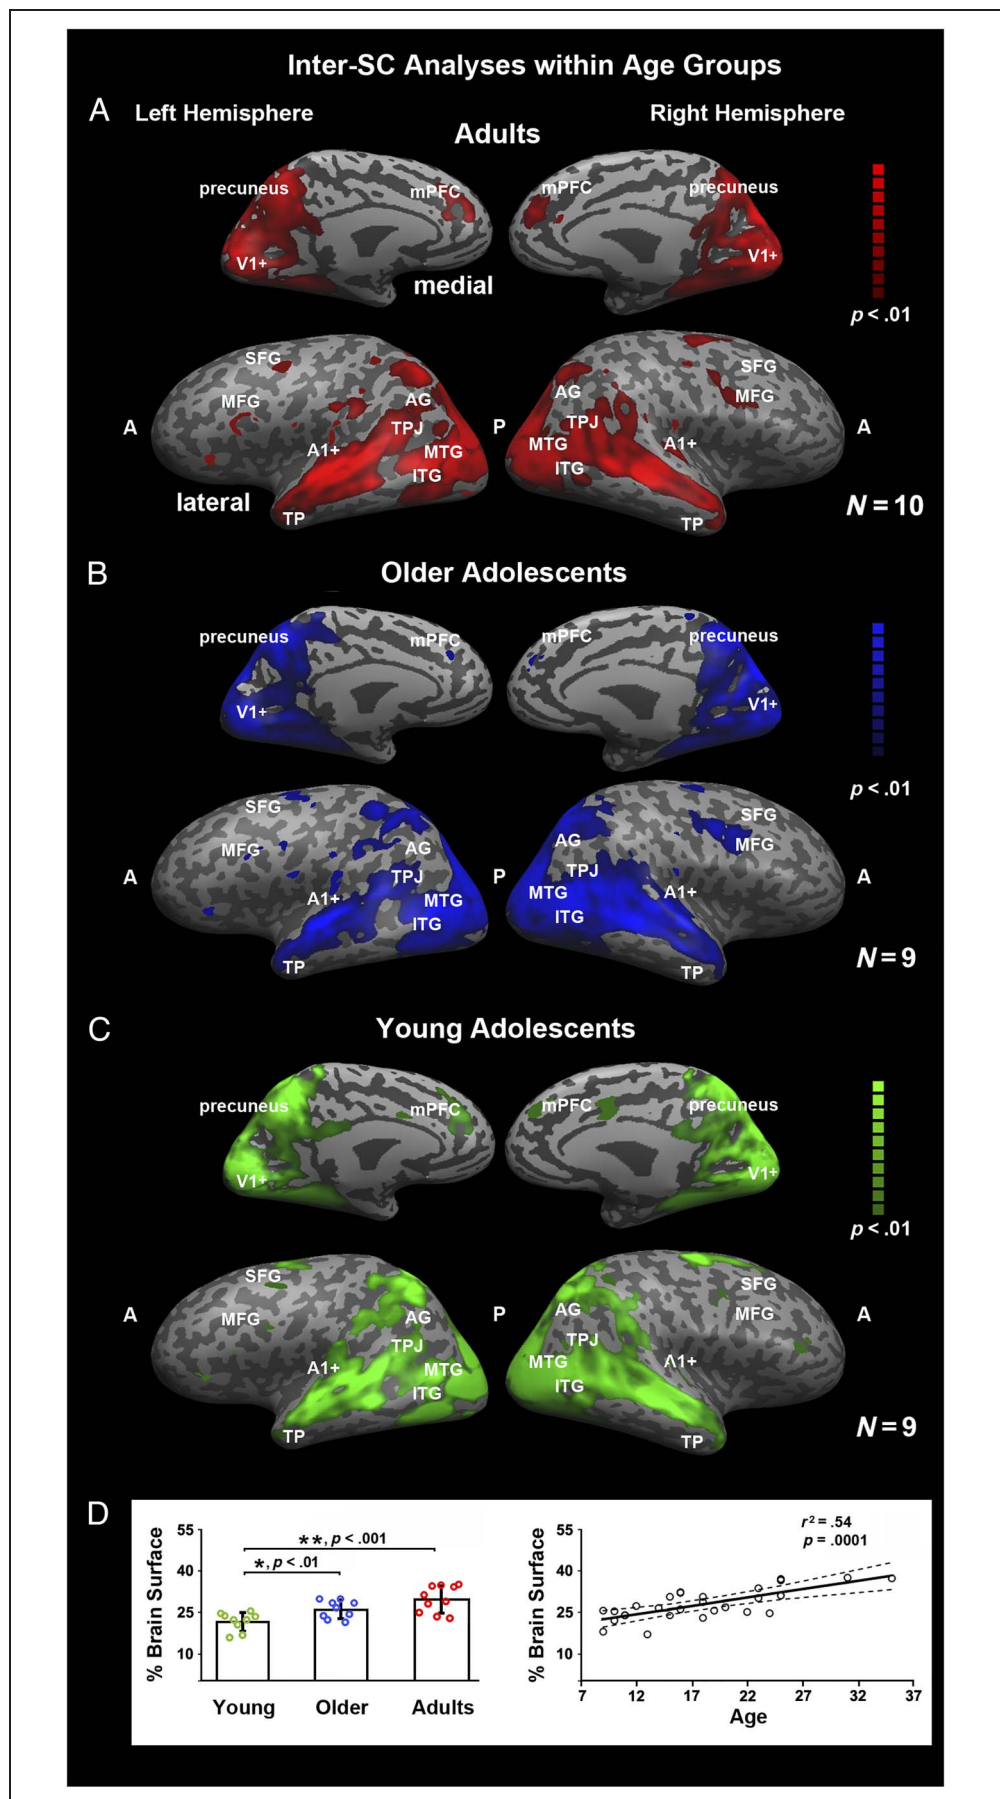 Inter-SC Analyses within Age Groups
A
Left Hemisphere
Right Hemisphere
Adults
precuneus
mPFC
mPFC
precuneus
V1+
V1+
medial
p < .01
SFG
SFG
MFG
AG
AG
MFG
A
TPJ
P
TPJ
A
A1+
MTG
MTG
A1+
ITG
ITG
lateral
TP
TP
N = 10
B
Older Adolescents
precuneus
mPFC
mPFC
precuneus
V1+
V1+
p < .01
SFG
SFG
MFG
AG
AG
MFG
A
TPJ
P
TPJ
A
A1+
MTG
MTG
A1+
ITG
ITG
TP
TP
N = 9
C
Young Adolescents
precuneus
mPFC
mPFC
precuneus
V1+
V1+
p < .01
SFG
SFG
MFG
AG
AG
MFG
A
TPJ
P
TPJ
A
A1+
MTG
MTG
A1+
ITG
ITG
TP
TP
N = 9
D
% Brain Surface
55
40
25
10
**, p < .001
*, p < .01
Young
Older
Adults
% Brain Surface
55
40
25
10
r² = .54
p = .0001
7
12
17
22
27
32
37
Age